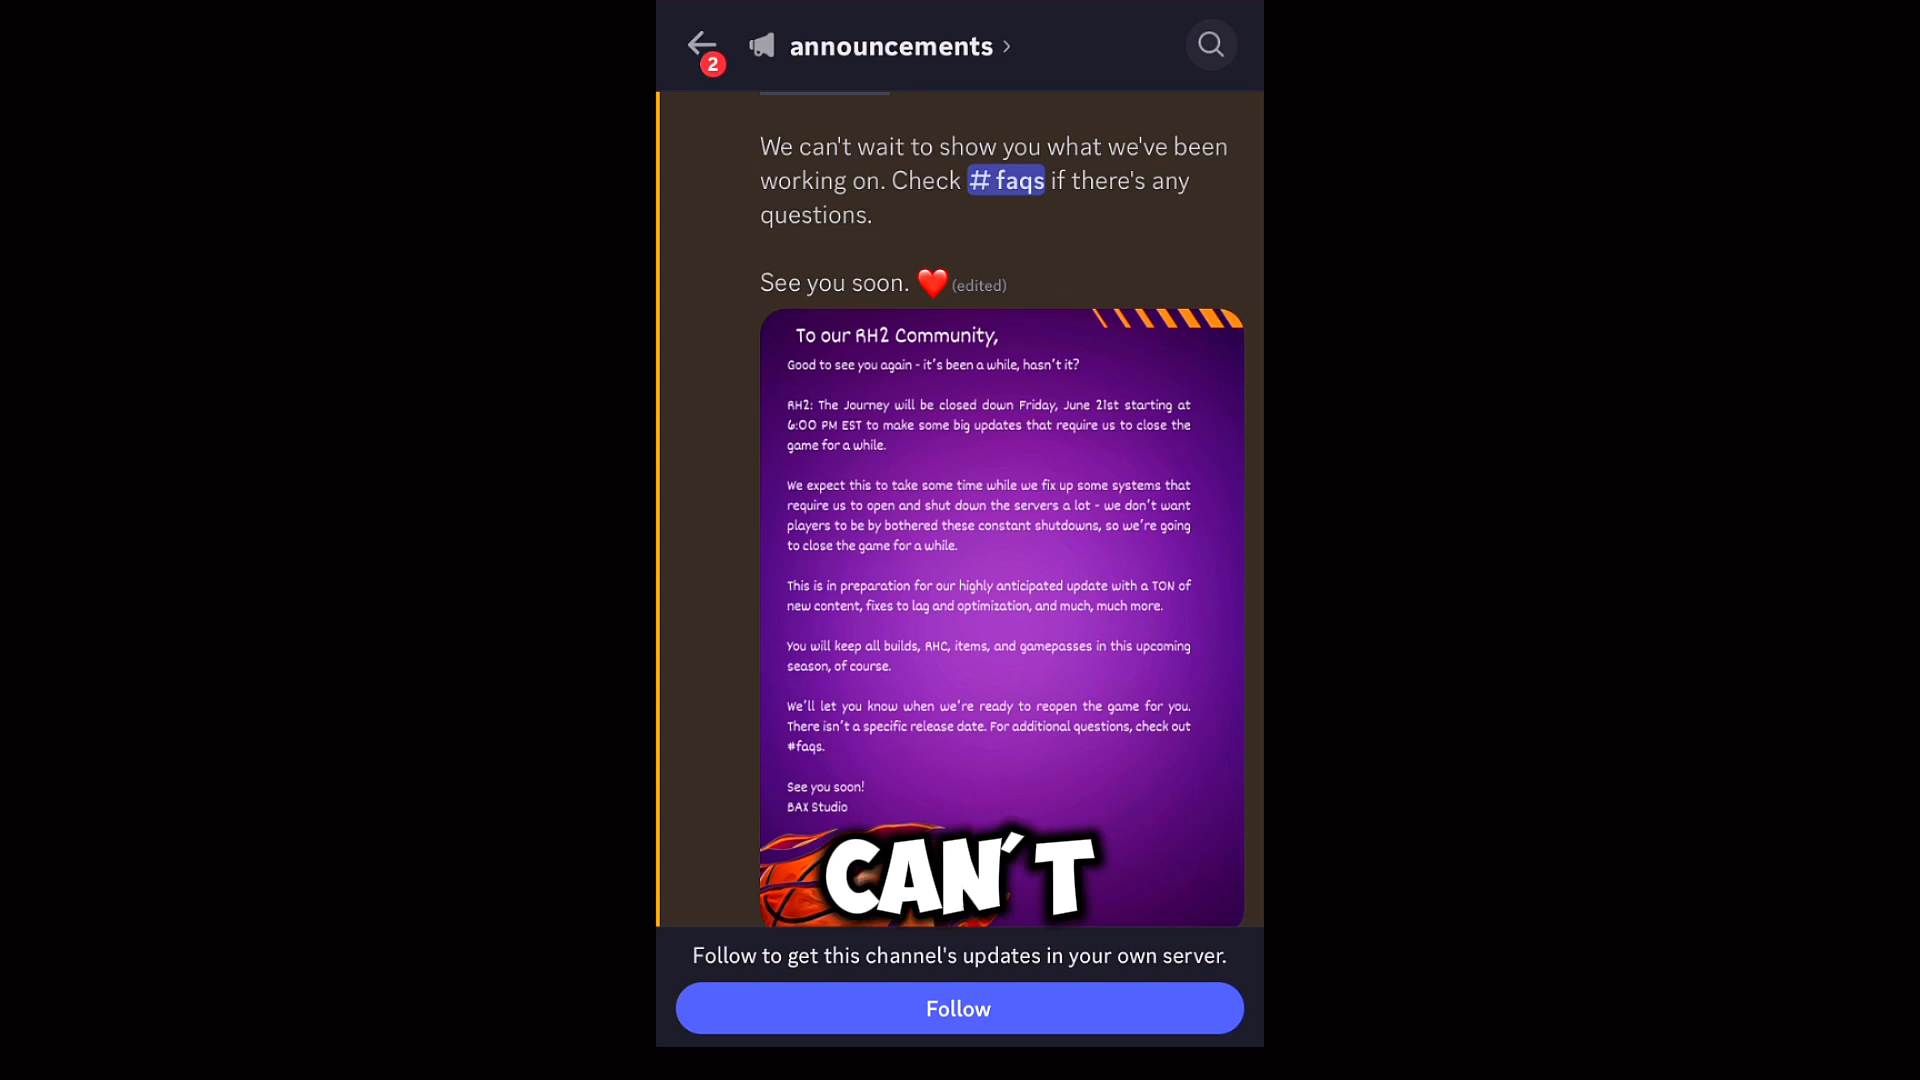 2
announcements
We can't wait to show you what we've been
working on. Check # faqs if there's any
questions.
See you soon. ❤️ (edited)
To our RH2 Community,
Good to see you again - it's been a while, hasn't it?
RH2: The Journey will be closed down Friday, June 21st starting at
6:00 PM EST to make some big updates that require us to close the
game for a while.
We expect this to take some time while we fix up some systems that
require us to open and shut down the servers a lot - we don't want
players to be by bothered these constant shutdowns, so we're going
to close the game for a while.
This is in preparation for our highly anticipated update with a TON of
new content, fixes to lag and optimization, and much, much more.
You will keep all builds, RHC, items, and gamepasses in this upcoming
season, of course.
We'll let you know when we're ready to reopen the game for you.
There isn't a specific release date. For additional questions, check out
#faqs.
See you soon!
BAX Studio
CAN'T
Follow to get this channel's updates in your own server.
Follow